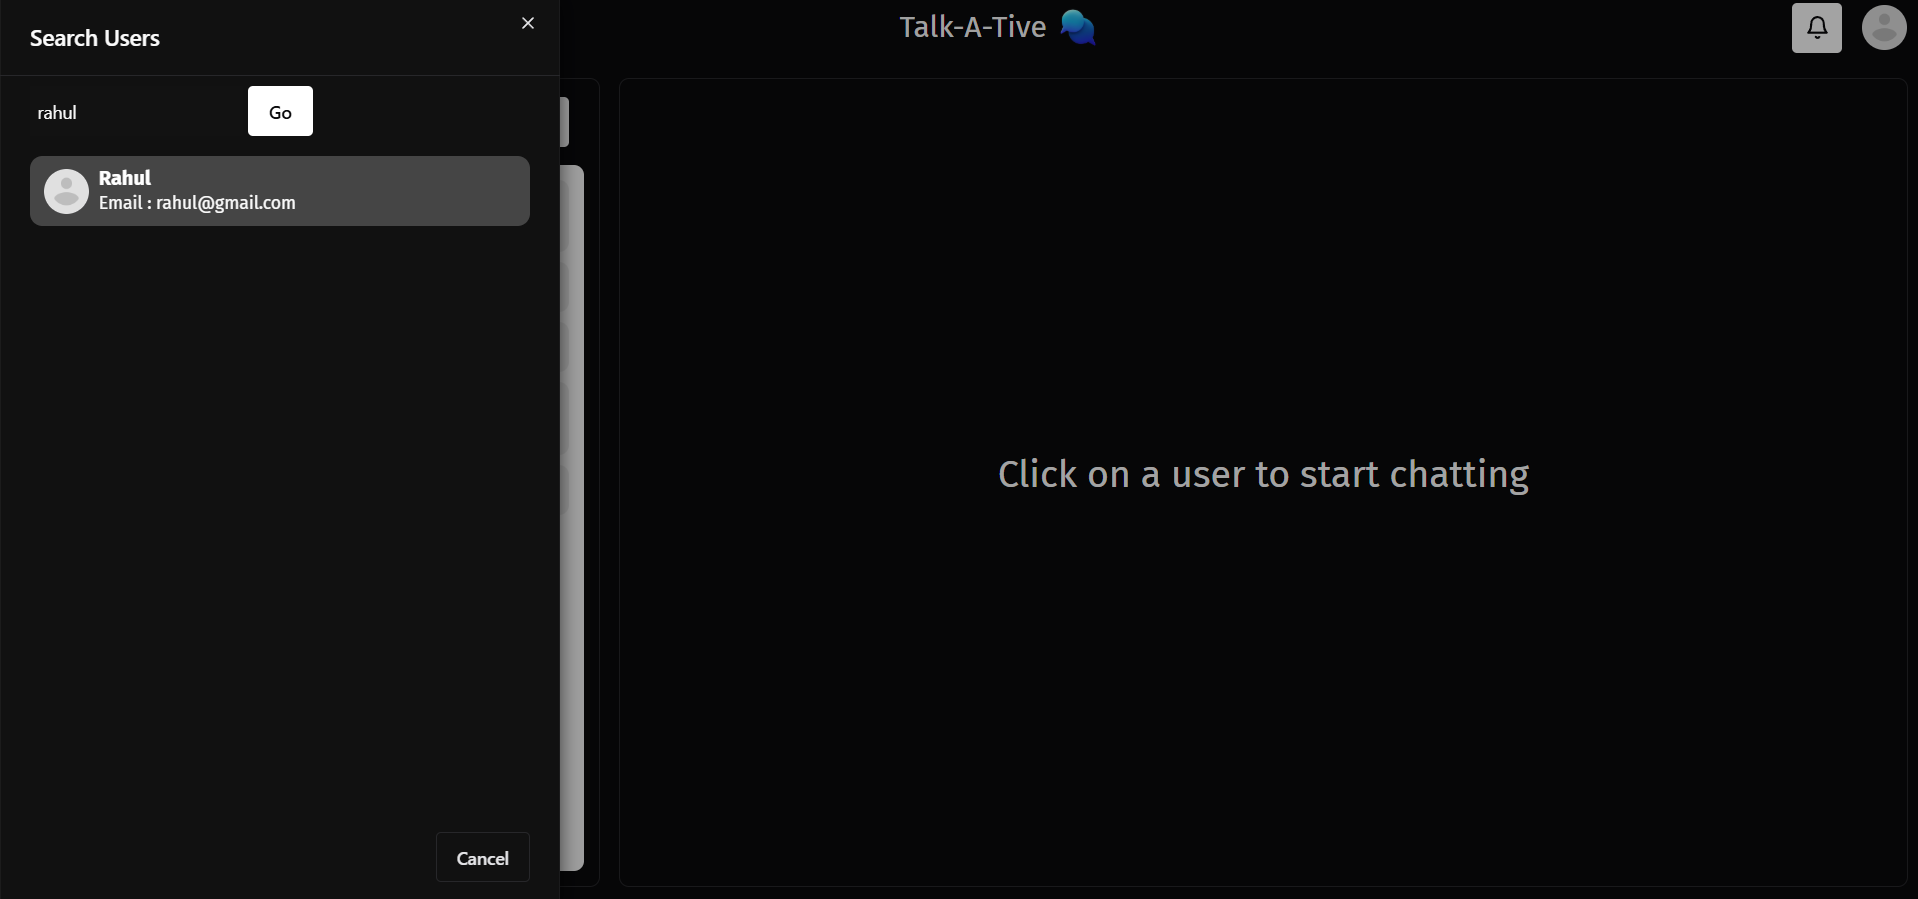 Search Users
rahul
Go
Rahul
Email : rahul@gmail.com
Cancel
Talk-A-Tive
Click on a user to start chatting